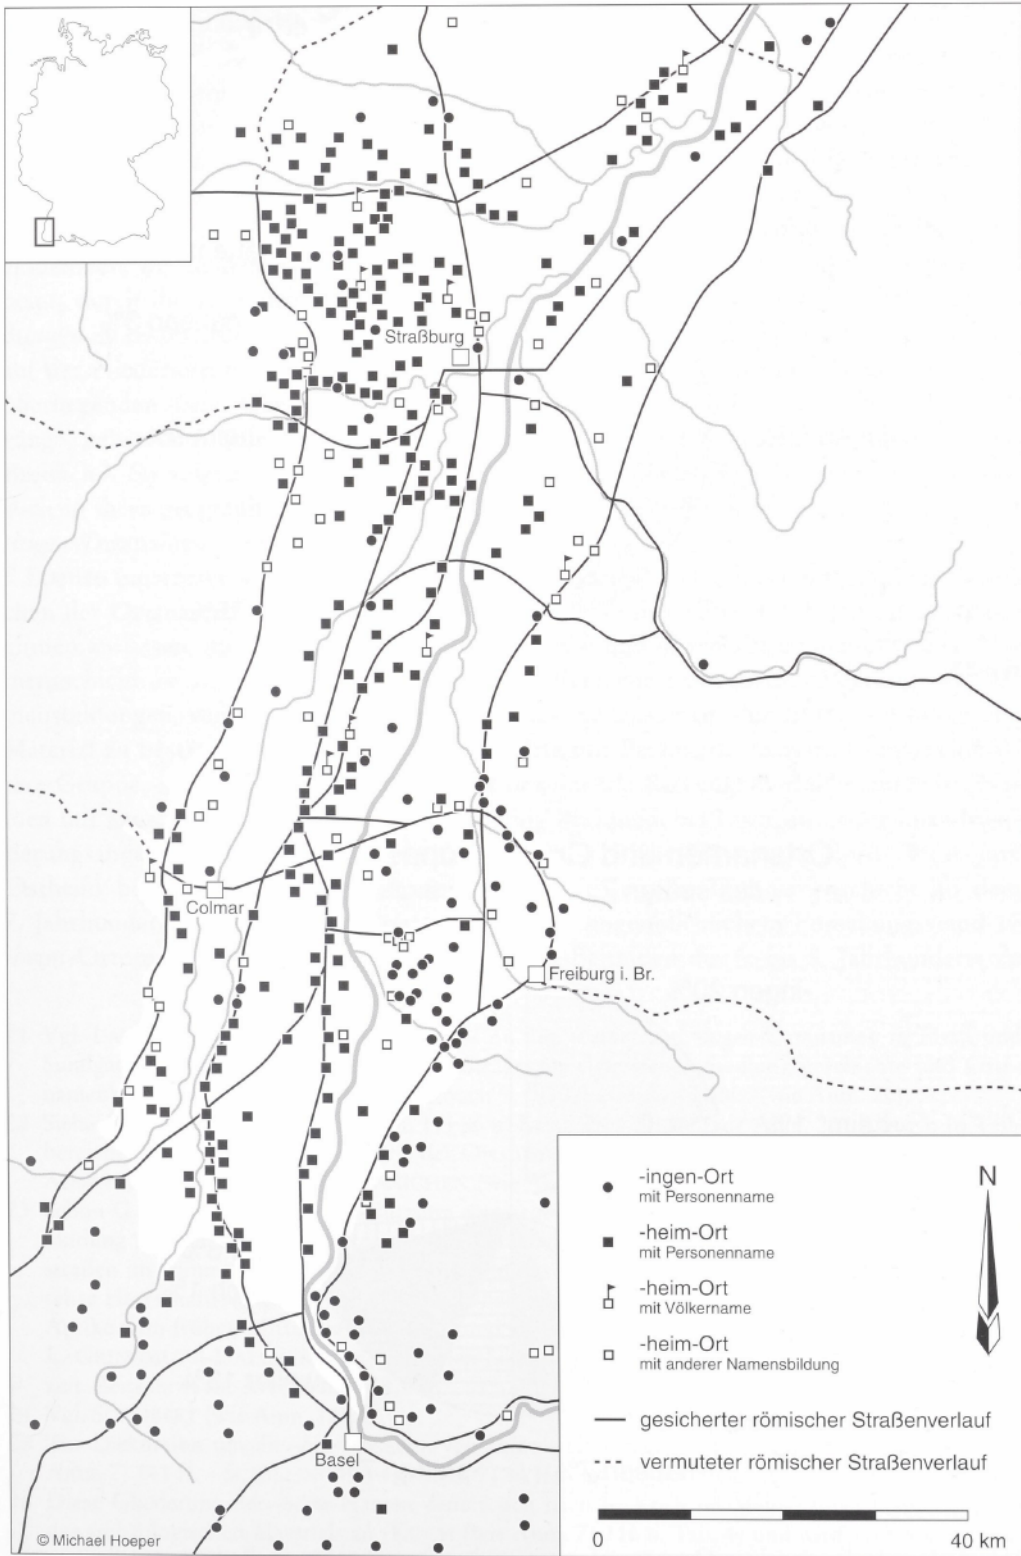 Straßburg
Colmar
Freiburg i. Br.
Basel
-ingen-Ort
mit Personenname
-heim-Ort
mit Personenname
-heim-Ort
mit Völkername
-heim-Ort
mit anderer Namensbildung
N
gesicherter römischer Straßenverlauf
vermuteter römischer Straßenverlauf
0 40 km
© Michael Hoeper